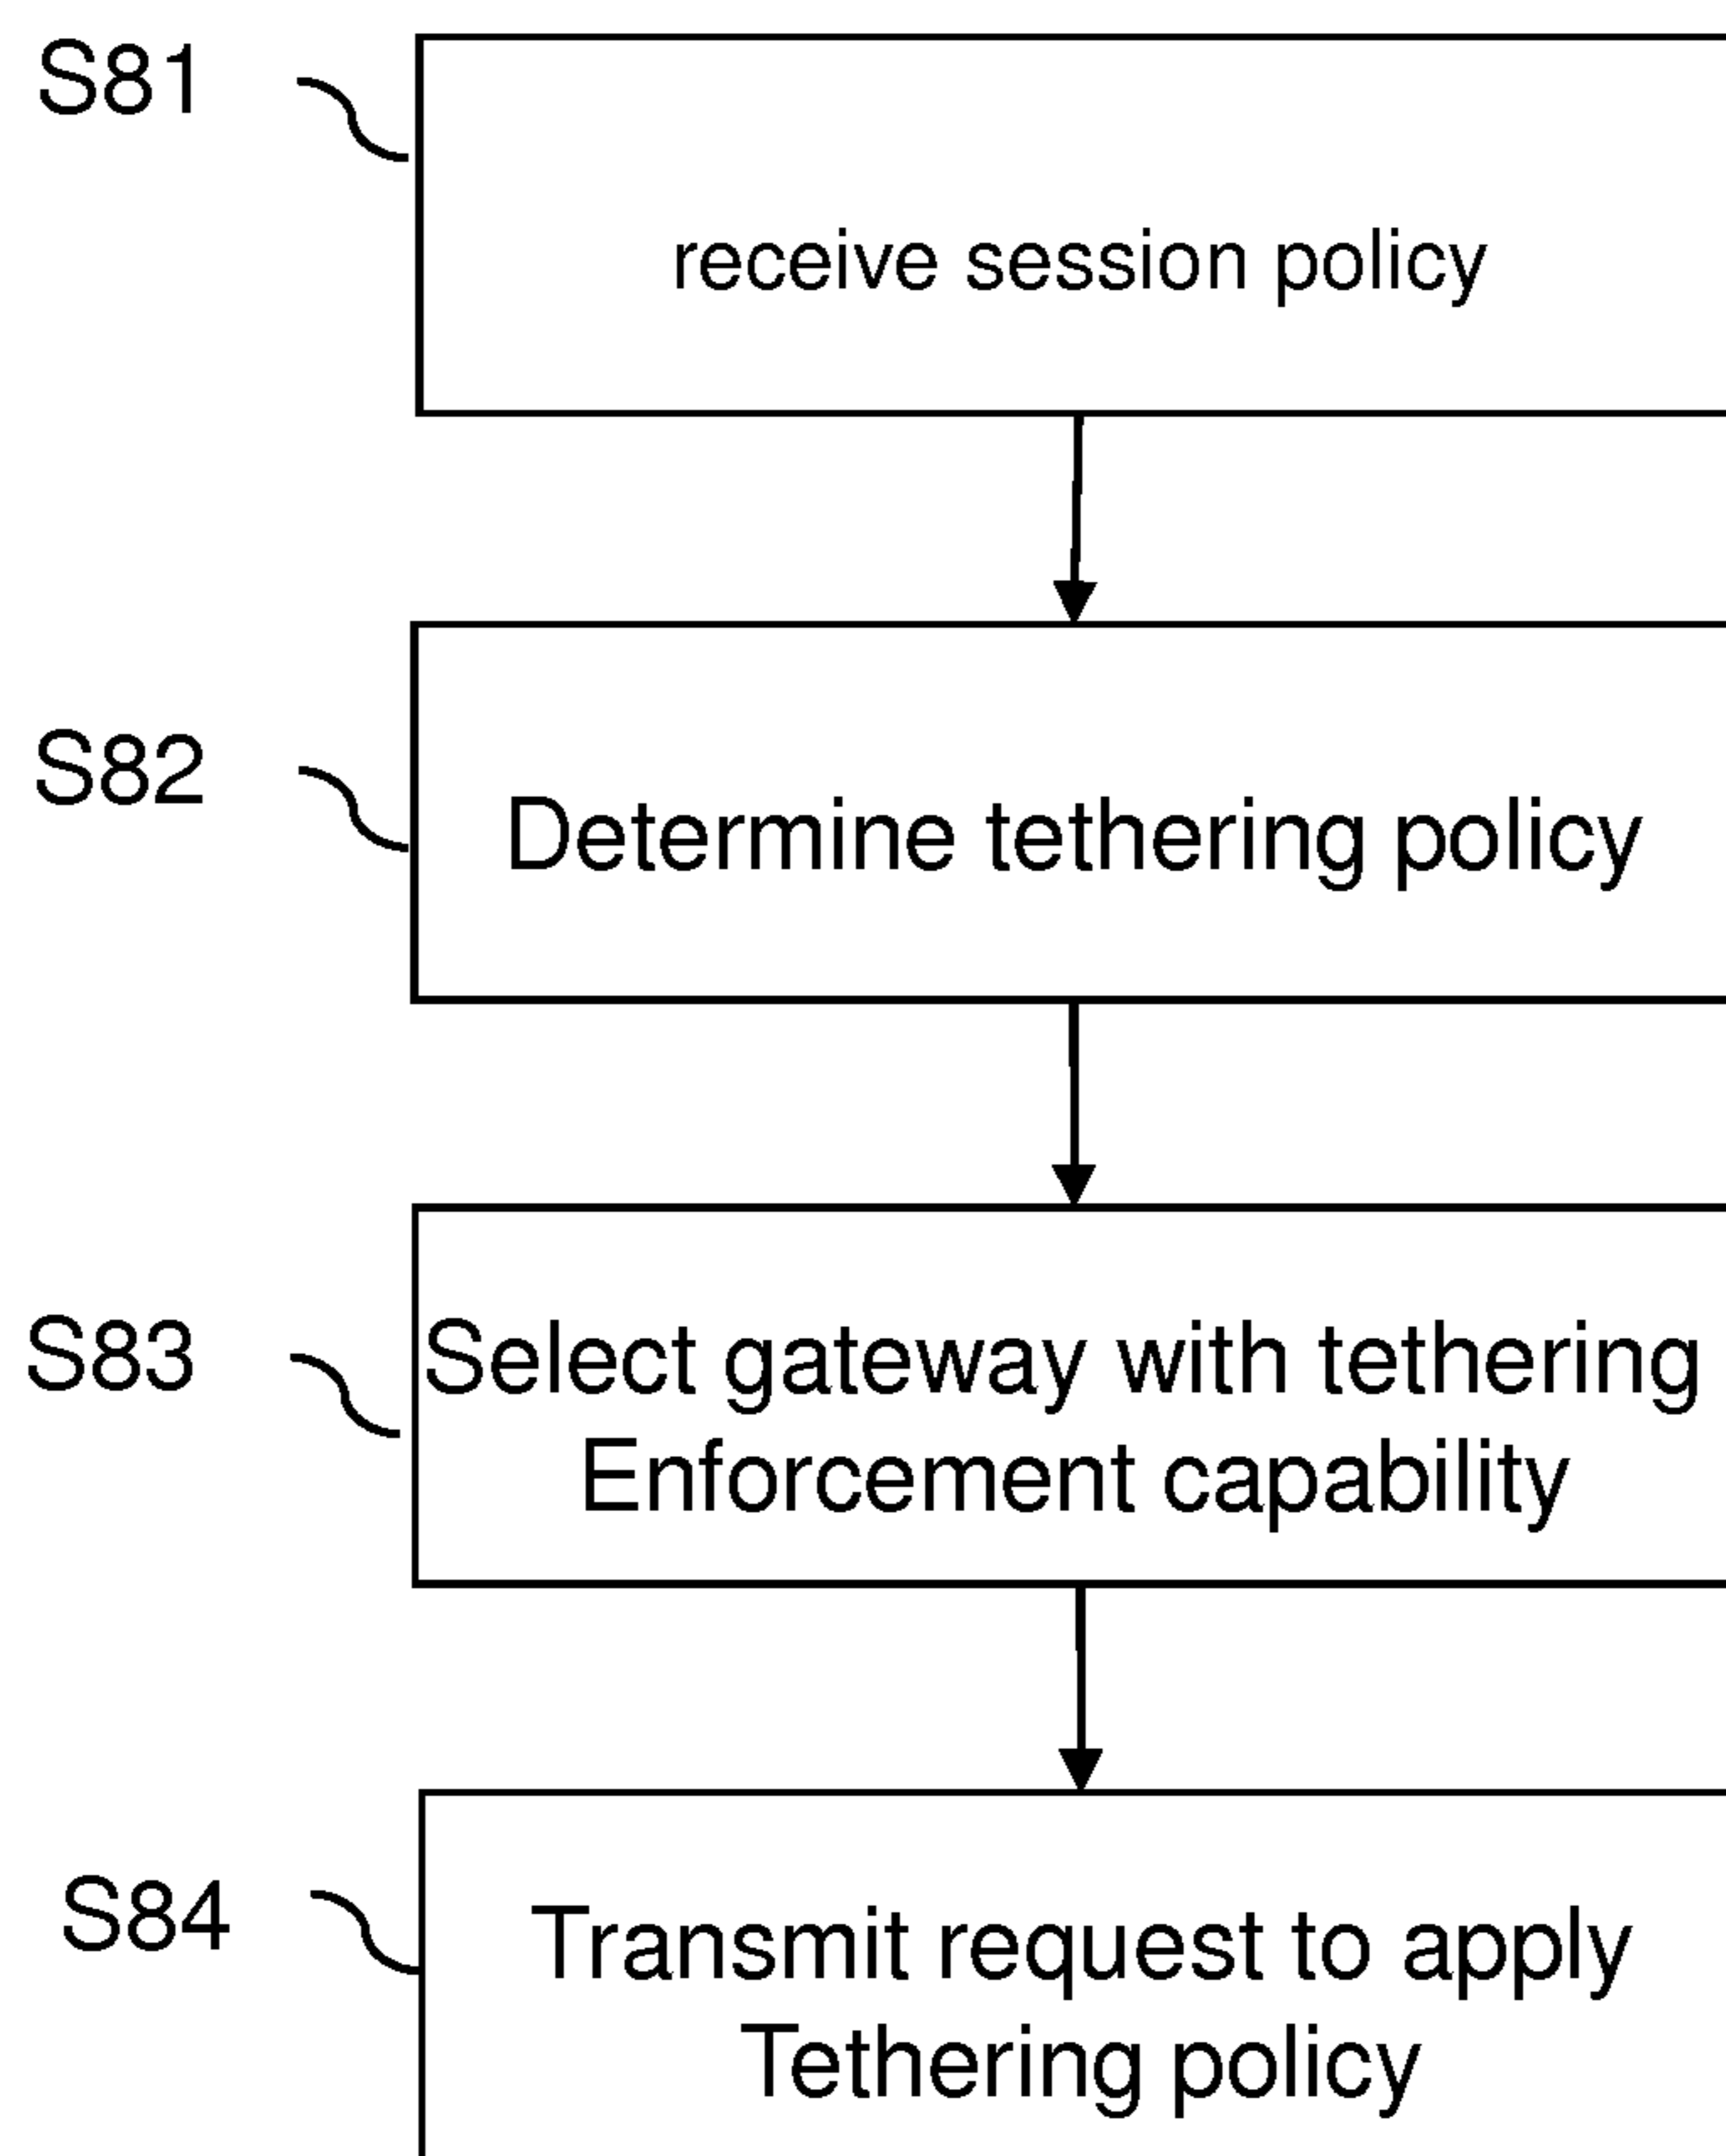 S81
receive session policy
S82
Determine tethering policy
S83
Select gateway with tethering
Enforcement capability
S84
Transmit request to apply
Tethering policy